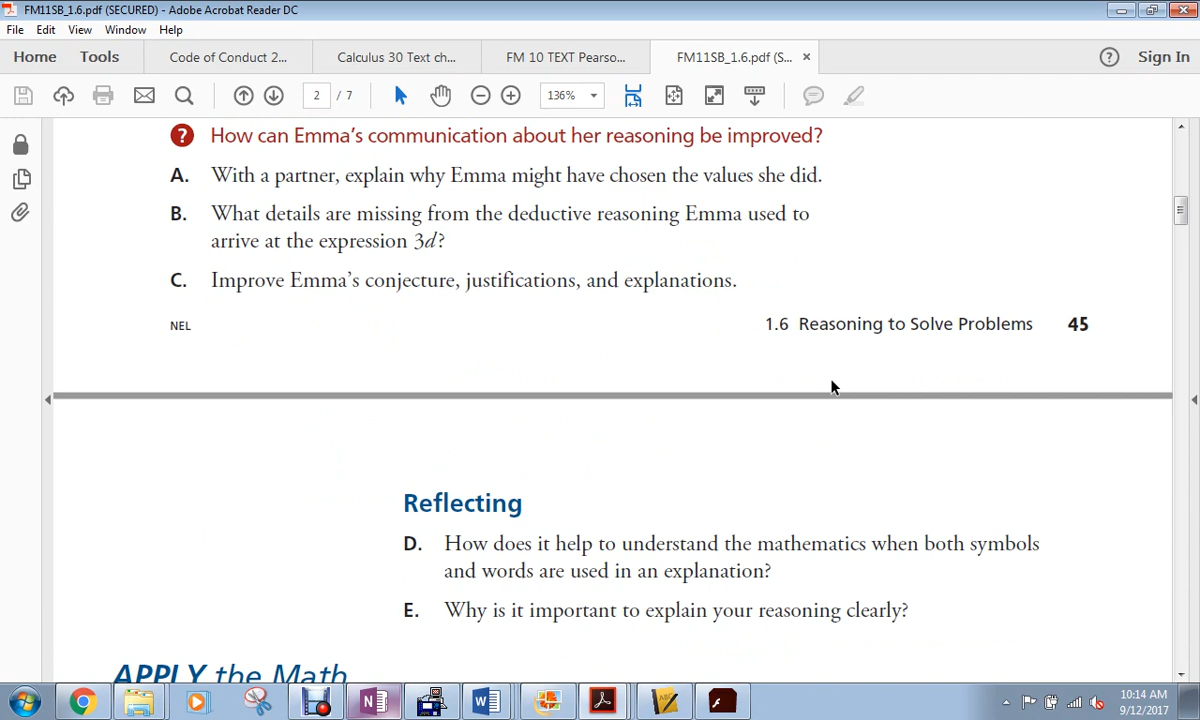 FM11SB_1.6.pdf (SECURED) - Adobe Acrobat Reader DC
File Edit View Window Help
Home Tools Code of Conduct 2... Calculus 30 Text ch... FM 10 TEXT Pearso... FM11SB_1.6.pdf (S... × ? Sign In
2 / 7 136%
? How can Emma's communication about her reasoning be improved?
A. With a partner, explain why Emma might have chosen the values she did.
B. What details are missing from the deductive reasoning Emma used to
arrive at the expression 3d?
C. Improve Emma's conjecture, justifications, and explanations.
NEL 1.6 Reasoning to Solve Problems 45
Reflecting
D. How does it help to understand the mathematics when both symbols
and words are used in an explanation?
E. Why is it important to explain your reasoning clearly?
APPLY the Math
10:14 AM
9/12/2017